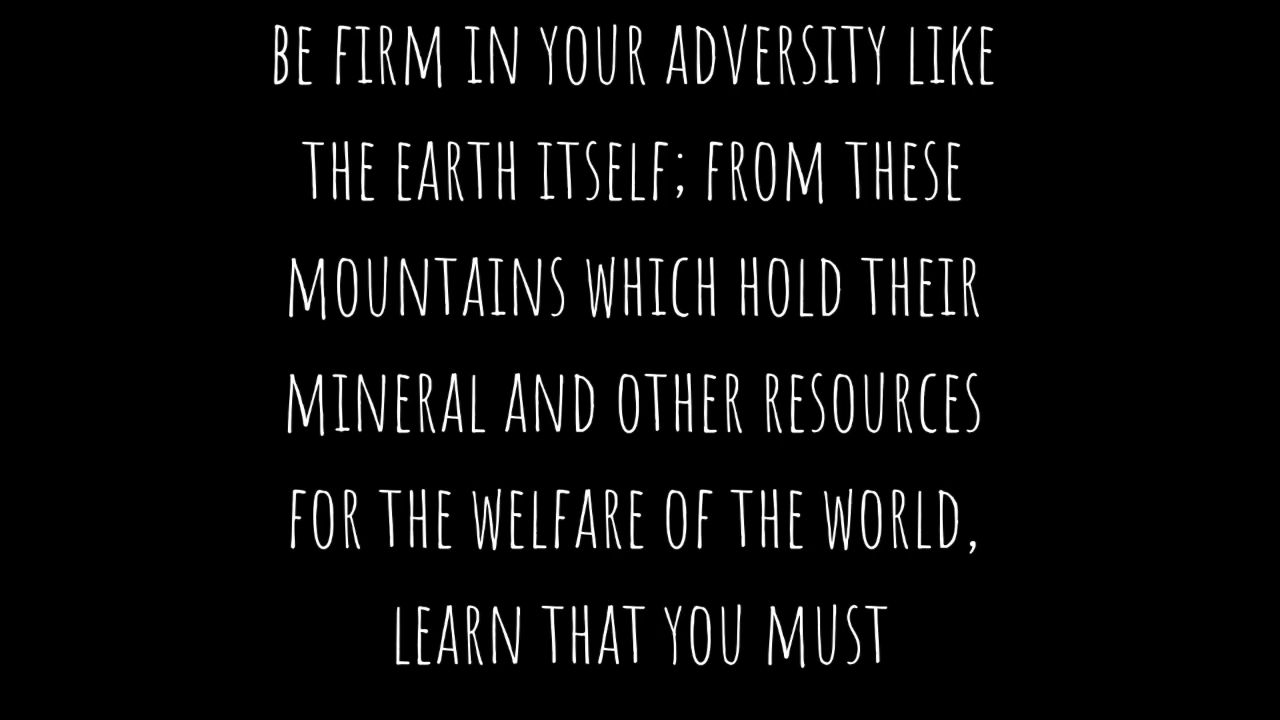 BE FIRM IN YOUR ADVERSITY LIKE
THE EARTH ITSELF; FROM THESE
MOUNTAINS WHICH HOLD THEIR
MINERAL AND OTHER RESOURCES
FOR THE WELFARE OF THE WORLD,
LEARN THAT YOU MUST